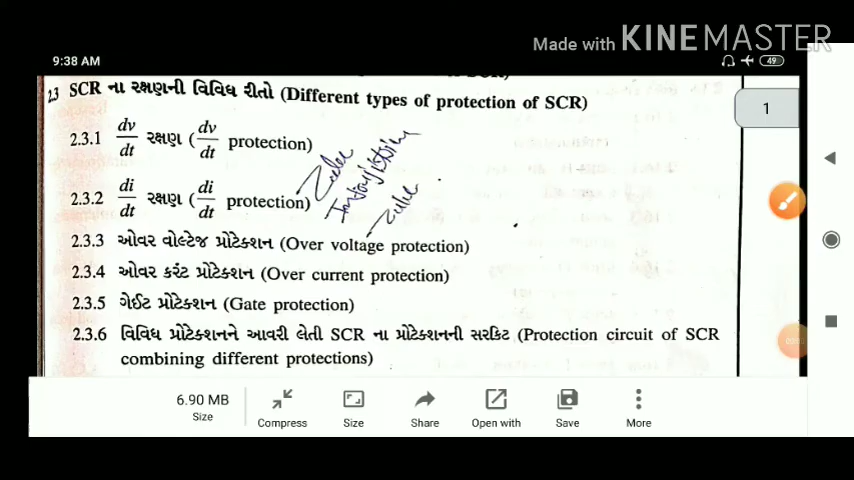 Made with KINEMASTER
9:38 AM
49
2.3 SCR ના રક્ષણની વિવિધ રીતો (Different types of protection of SCR)
1
2.3.1 dv/dt રક્ષણ (dv/dt protection)
2.3.2 di/dt રક્ષણ (di/dt protection)
2.3.3 ઓવર વોલ્ટેજ પ્રોટેક્શન (Over voltage protection)
2.3.4 ઓવર કરંટ પ્રોટેક્શન (Over current protection)
2.3.5 ગેઈટ પ્રોટેક્શન (Gate protection)
2.3.6 વિવિધ પ્રોટેક્શનને આવરી લેતી SCR ના પ્રોટેક્શનની સરકિટ (Protection circuit of SCR
combining different protections)
6.90 MB
Size
Compress
Size
Share
Open with
Save
More